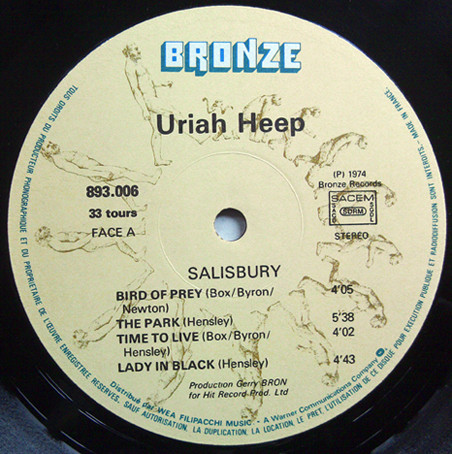 BRONZE
Uriah Heep
893.006
33 tours
FACE A
(P) 1974
Bronze Records
SACEM
SACD SDRM SGDL
STEREO
SALISBURY
BIRD OF PREY (Box/Byron/ 4'05
Newton)
THE PARK (Hensley) 5'38
TIME TO LIVE (Box/Byron/ 4'02
Hensley)
LADY IN BLACK (Hensley) 4'43
Production Gerry BRON
for Hit Record Prod. Ltd
Distribué par WEA FILIPACCHI MUSIC - A Warner Communications Company
TOUS DROITS DU PRODUCTEUR PHONOGRAPHIQUE ET DU PROPRIETAIRE DE L'ŒUVRE ENREGISTREE RESERVES. SAUF AUTORISATION, LA DUPLICATION, LA LOCATION, LE PRET, L'UTILISATION DE CE DISQUE POUR EXECUTION PUBLIQUE ET RADIODIFFUSION SONT INTERDITS - MADE IN FRANCE.